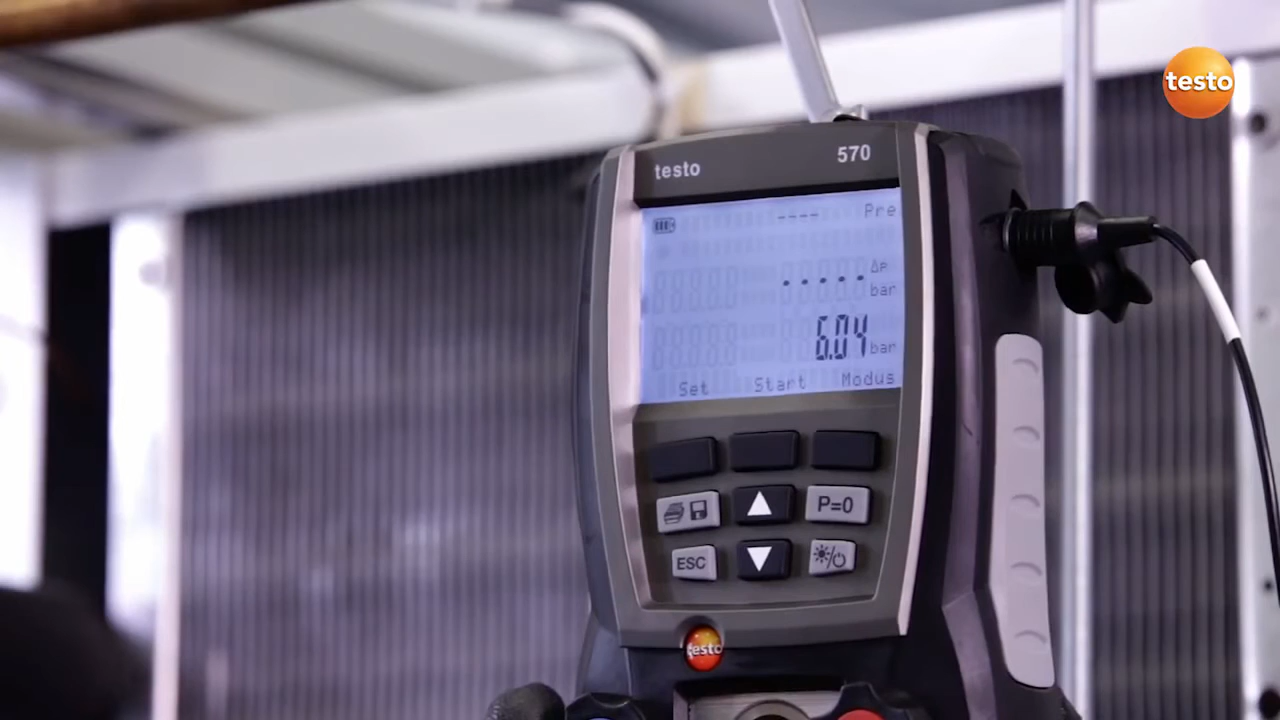 testo
testo 570
---- Pre
ΔP
bar
6.04 bar
Set Start Modus
P=0
ESC
testo